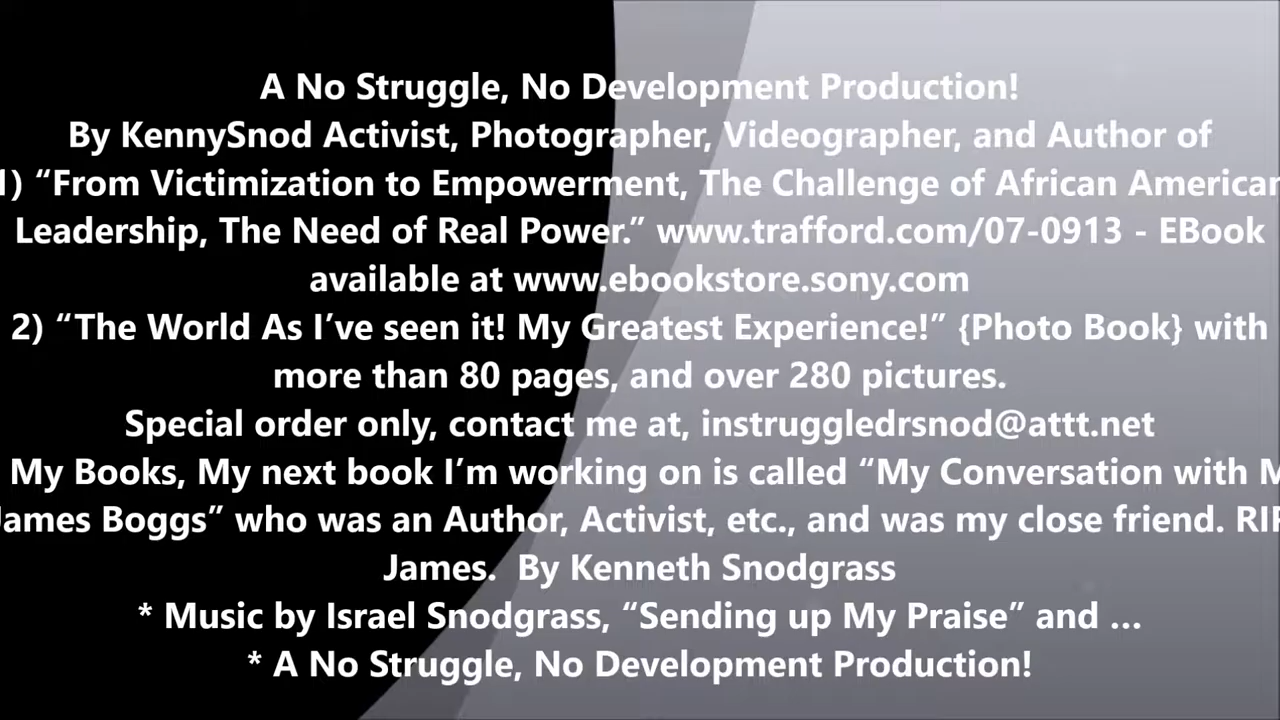 A No Struggle, No Development Production!
By KennySnod Activist, Photographer, Videographer, and Author of
1) “From Victimization to Empowerment, The Challenge of African American
Leadership, The Need of Real Power.” www.trafford.com/07-0913 - EBook
available at www.ebookstore.sony.com
2) “The World As I’ve seen it! My Greatest Experience!” {Photo Book} with
more than 80 pages, and over 280 pictures.
Special order only, contact me at, instruggledrsnod@attt.net
My Books, My next book I’m working on is called “My Conversation with
James Boggs” who was an Author, Activist, etc., and was my close friend. RIP
James.  By Kenneth Snodgrass
* Music by Israel Snodgrass, “Sending up My Praise” and ...
* A No Struggle, No Development Production!